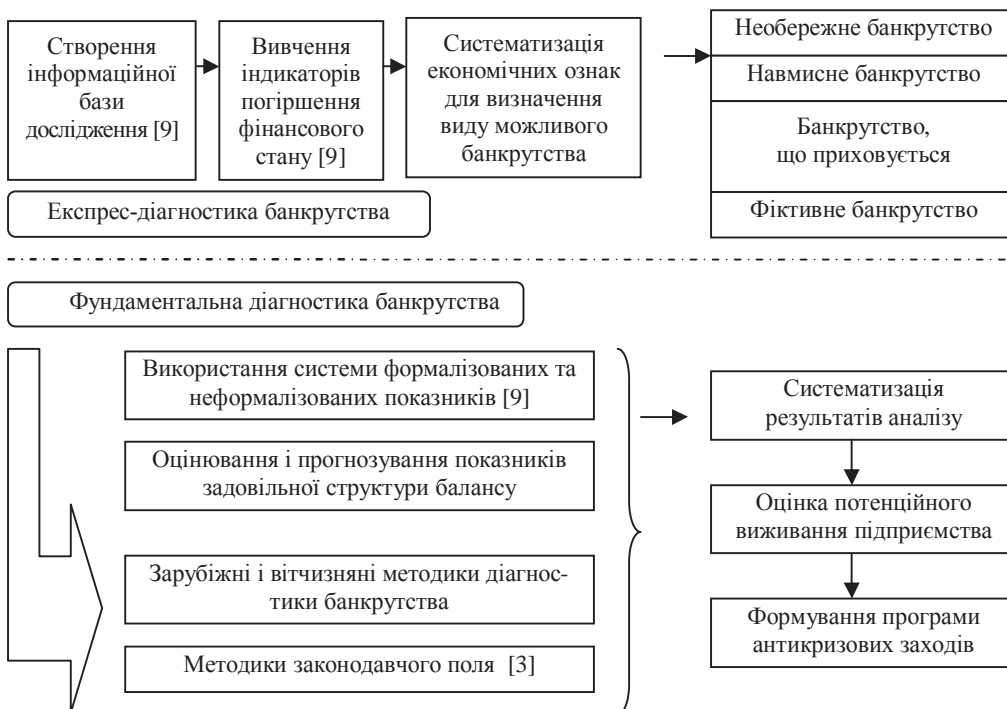 Створення
інформаційної
бази
дослідження [9]
Вивчення
індикаторів
погіршення
фінансового
стану [9]
Систематизація
економічних ознак
для визначення
виду можливого
банкрутства
Необережне банкрутство
Навмисне банкрутство
Банкрутство,
що приховується
Фіктивне банкрутство
Експрес-діагностика банкрутства
Фундаментальна діагностика банкрутства
Використання системи формалізованих та
неформалізованих показників [9]
Оцінювання і прогнозування показників
задовільної структури балансу
Зарубіжні і вітчизняні методики діагнос-
тики банкрутства
Методики законодавчого поля [3]
Систематизація
результатів аналізу
Оцінка потенційного
виживання підприємства
Формування програми
антикризових заходів